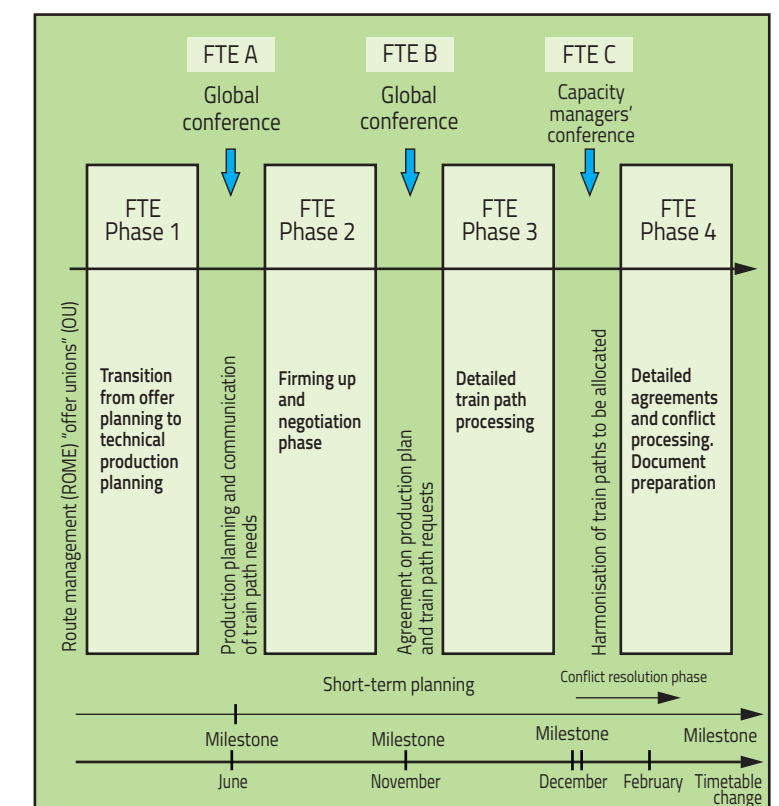 FTE A
Global
conference
FTE B
Global
conference
FTE C
Capacity
managers'
conference
FTE
Phase 1
FTE
Phase 2
FTE
Phase 3
FTE
Phase 4
Route management (ROME) "offer unions" (OU)
Transition
from offer
planning to
technical
production
planning
Production planning and communication
of train path needs
Firming up
and
negotiation
phase
Agreement on production plan
and train path requests
Detailed
train path
processing
Harmonisation of train paths to be allocated
Detailed
agreements
and conflict
processing.
Document
preparation
Short-term planning
Conflict resolution phase
Milestone
Milestone
Milestone
Milestone
June
November
December
February
Timetable
change